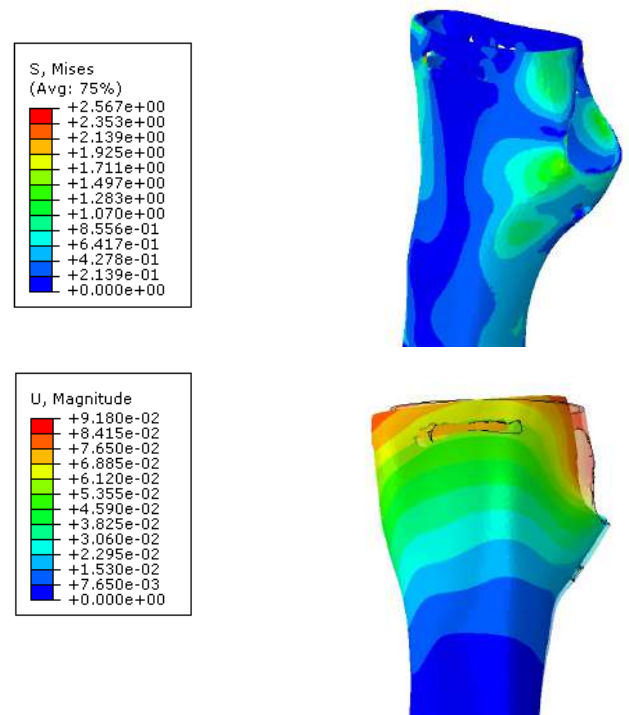 S, Mises
(Avg: 75%)
+2.567e+00
+2.353e+00
+2.139e+00
+1.925e+00
+1.711e+00
+1.497e+00
+1.283e+00
+1.070e+00
+8.556e-01
+6.417e-01
+4.278e-01
+2.139e-01
+0.000e+00
U, Magnitude
+9.180e-02
+8.415e-02
+7.650e-02
+6.885e-02
+6.120e-02
+5.355e-02
+4.590e-02
+3.825e-02
+3.060e-02
+2.295e-02
+1.530e-02
+7.650e-03
+0.000e+00